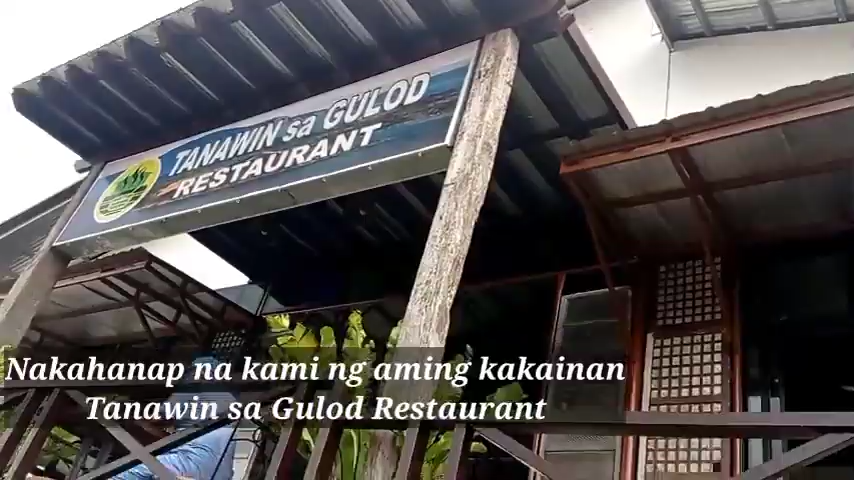 TANAWIN sa GULOD
RESTAURANT
Nakahanap na kami ng aming kakainan
Tanawin sa Gulod Restaurant